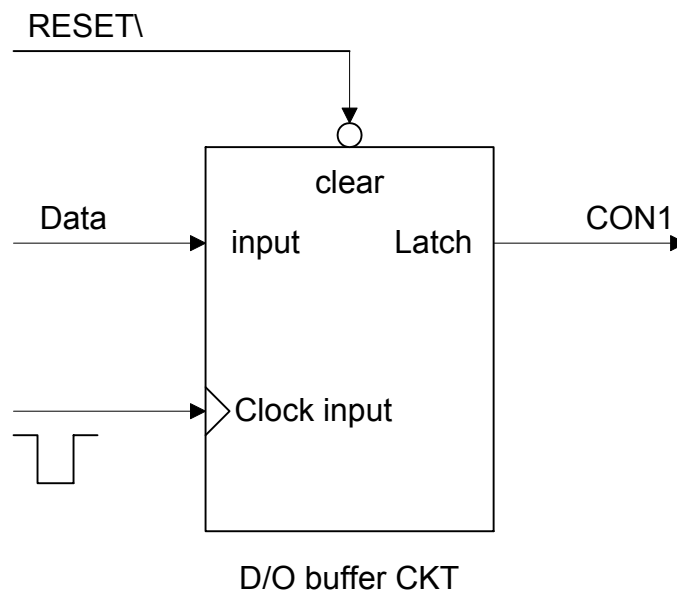 RESET\
clear
Data
input
Latch
CON1
Clock input
D/O buffer CKT